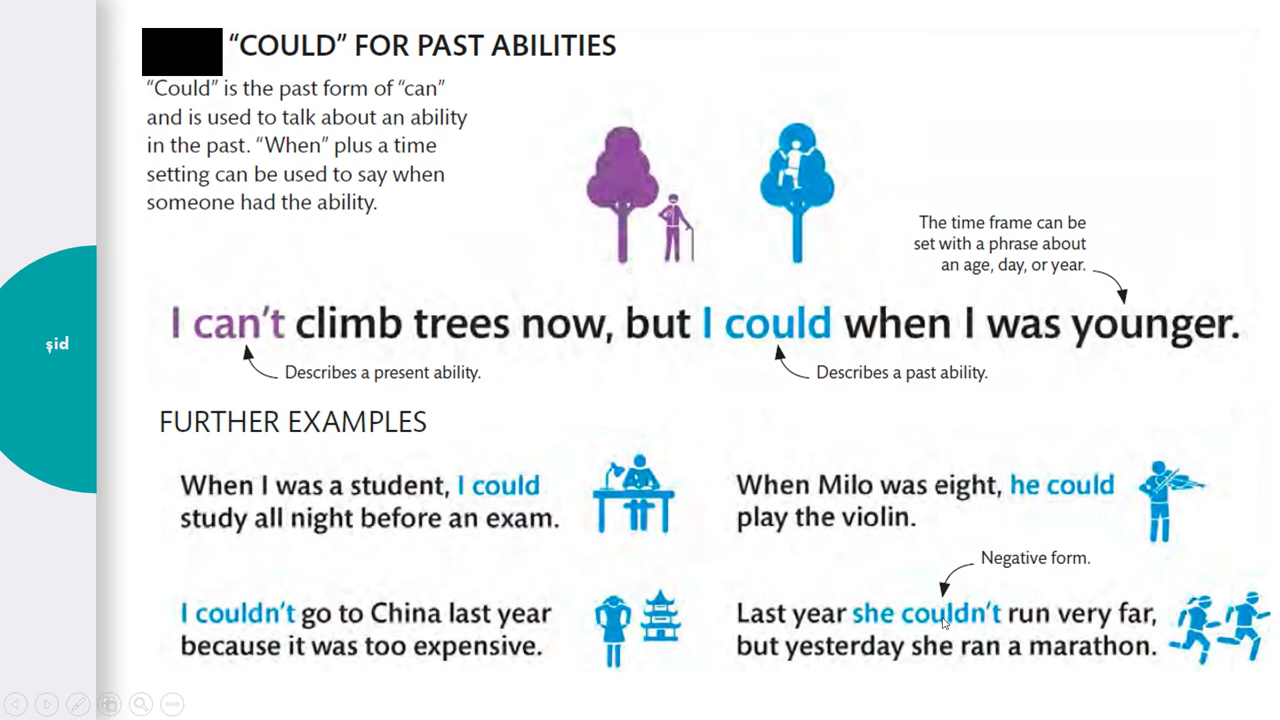 "COULD" FOR PAST ABILITIES
"Could" is the past form of "can"
and is used to talk about an ability
in the past. "When" plus a time
setting can be used to say when
someone had the ability.
The time frame can be
set with a phrase about
an age, day, or year.
I can't climb trees now, but I could when I was younger.
Describes a present ability.
Describes a past ability.
şid
FURTHER EXAMPLES
When I was a student, I could
study all night before an exam.
When Milo was eight, he could
play the violin.
Negative form.
I couldn't go to China last year
because it was too expensive.
Last year she couldn't run very far,
but yesterday she ran a marathon.